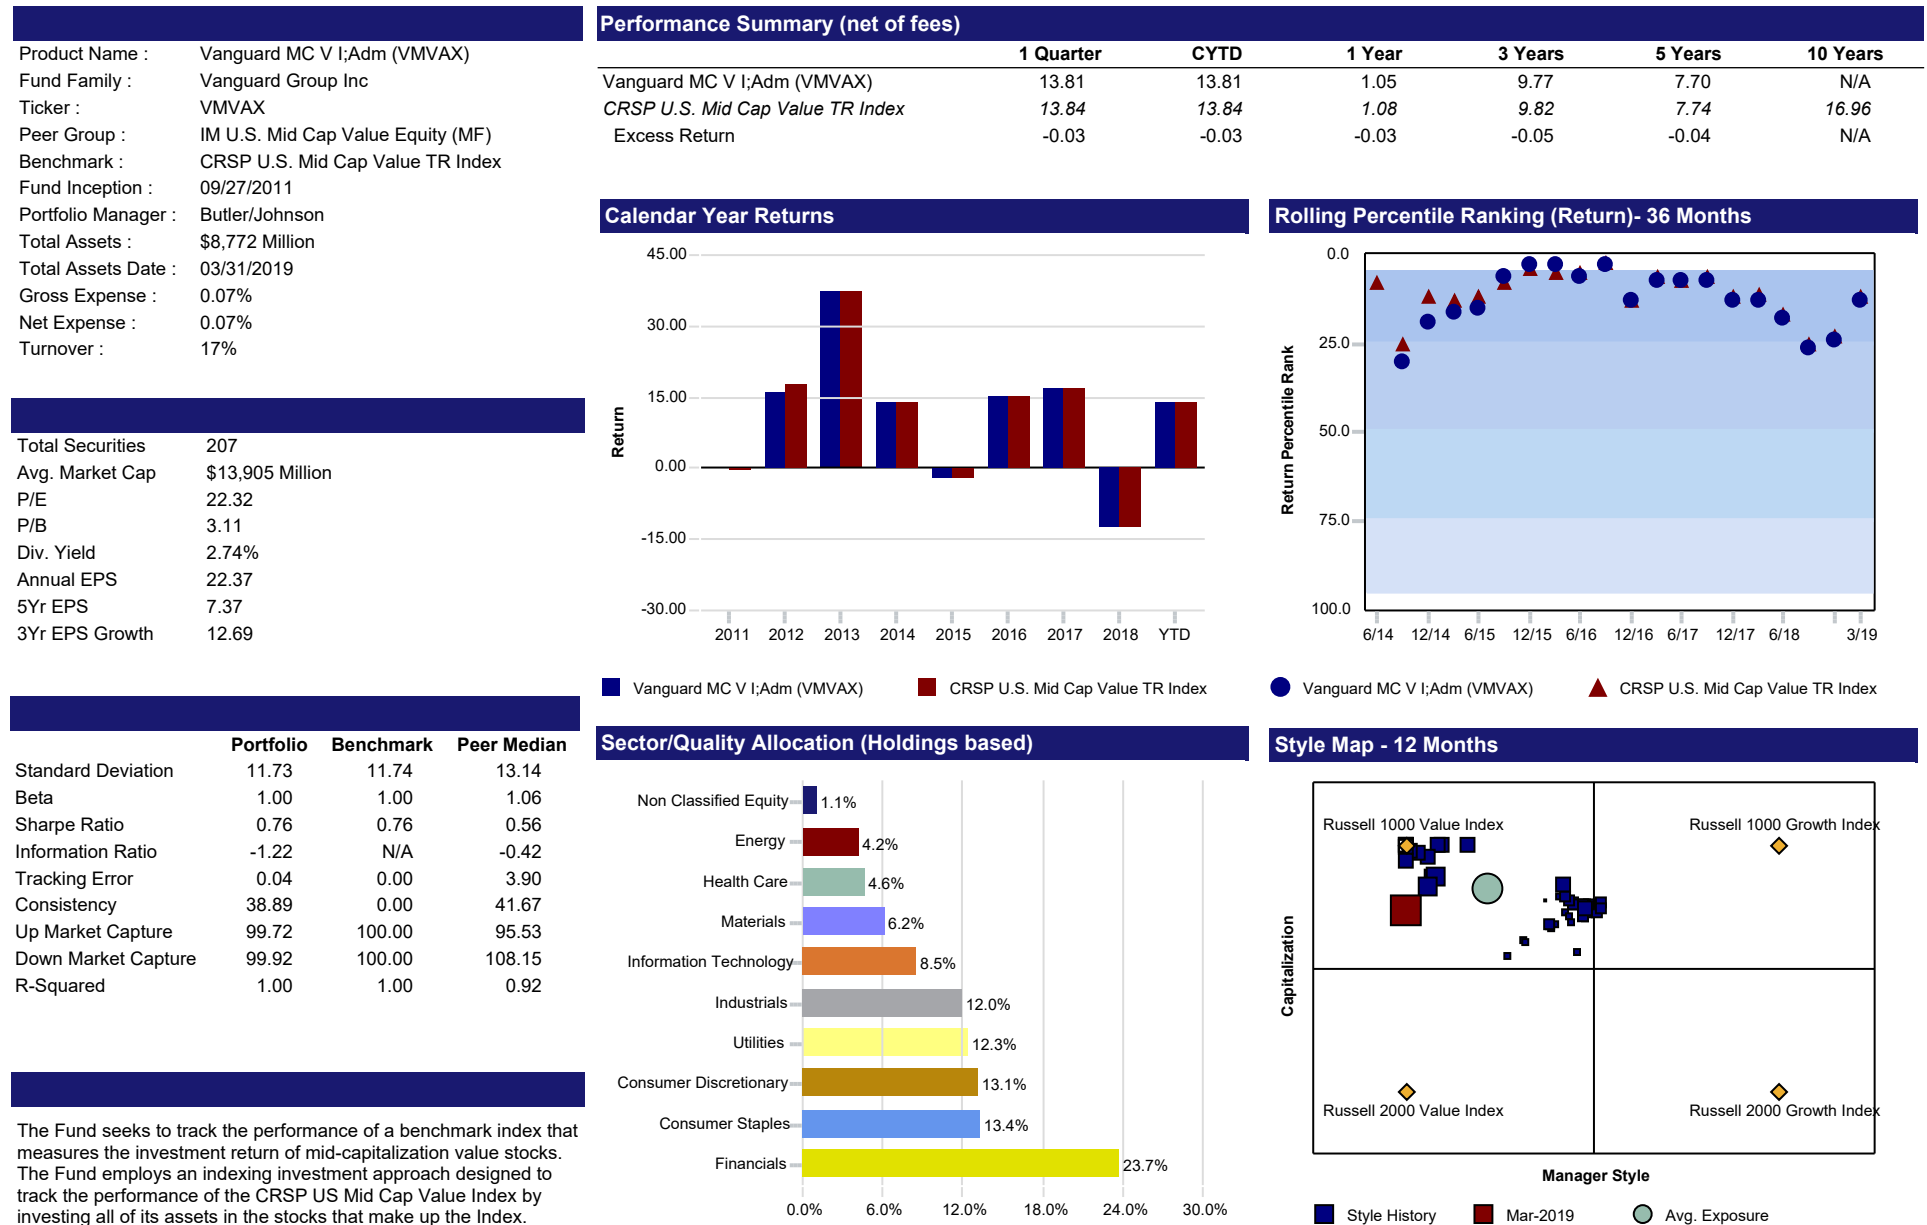 Product Name : Vanguard MC V I;Adm (VMVAX)
Fund Family : Vanguard Group Inc
Ticker : VMVAX
Peer Group : IM U.S. Mid Cap Value Equity (MF)
Benchmark : CRSP U.S. Mid Cap Value TR Index
Fund Inception : 09/27/2011
Portfolio Manager : Butler/Johnson
Total Assets : $8,772 Million
Total Assets Date : 03/31/2019
Gross Expense : 0.07%
Net Expense : 0.07%
Turnover : 17%
Total Securities 207
Avg. Market Cap $13,905 Million
P/E 22.32
P/B 3.11
Div. Yield 2.74%
Annual EPS 22.37
5Yr EPS 7.37
3Yr EPS Growth 12.69
Portfolio Benchmark Peer Median
Standard Deviation 11.73 11.74 13.14
Beta 1.00 1.00 1.06
Sharpe Ratio 0.76 0.76 0.56
Information Ratio -1.22 N/A -0.42
Tracking Error 0.04 0.00 3.90
Consistency 38.89 0.00 41.67
Up Market Capture 99.72 100.00 95.53
Down Market Capture 99.92 100.00 108.15
R-Squared 1.00 1.00 0.92
The Fund seeks to track the performance of a benchmark index that
measures the investment return of mid-capitalization value stocks.
The Fund employs an indexing investment approach designed to
track the performance of the CRSP US Mid Cap Value Index by
investing all of its assets in the stocks that make up the Index.
Performance Summary (net of fees)
1 Quarter CYTD 1 Year 3 Years 5 Years 10 Years
Vanguard MC V I;Adm (VMVAX) 13.81 13.81 1.05 9.77 7.70 N/A
CRSP U.S. Mid Cap Value TR Index 13.84 13.84 1.08 9.82 7.74 16.96
Excess Return -0.03 -0.03 -0.03 -0.05 -0.04 N/A
Calendar Year Returns
45.00
30.00
15.00
0.00
-15.00
-30.00
Return
2011 2012 2013 2014 2015 2016 2017 2018 YTD
Vanguard MC V I;Adm (VMVAX) CRSP U.S. Mid Cap Value TR Index
Rolling Percentile Ranking (Return)- 36 Months
0.0
25.0
50.0
75.0
100.0
Return Percentile Rank
6/14 12/14 6/15 12/15 6/16 12/16 6/17 12/17 6/18 3/19
Vanguard MC V I;Adm (VMVAX) CRSP U.S. Mid Cap Value TR Index
Sector/Quality Allocation (Holdings based)
Non Classified Equity 1.1%
Energy 4.2%
Health Care 4.6%
Materials 6.2%
Information Technology 8.5%
Industrials 12.0%
Utilities 12.3%
Consumer Discretionary 13.1%
Consumer Staples 13.4%
Financials 23.7%
0.0% 6.0% 12.0% 18.0% 24.0% 30.0%
Style Map - 12 Months
Russell 1000 Value Index Russell 1000 Growth Index
Capitalization
Russell 2000 Value Index Russell 2000 Growth Index
Manager Style
Style History Mar-2019 Avg. Exposure